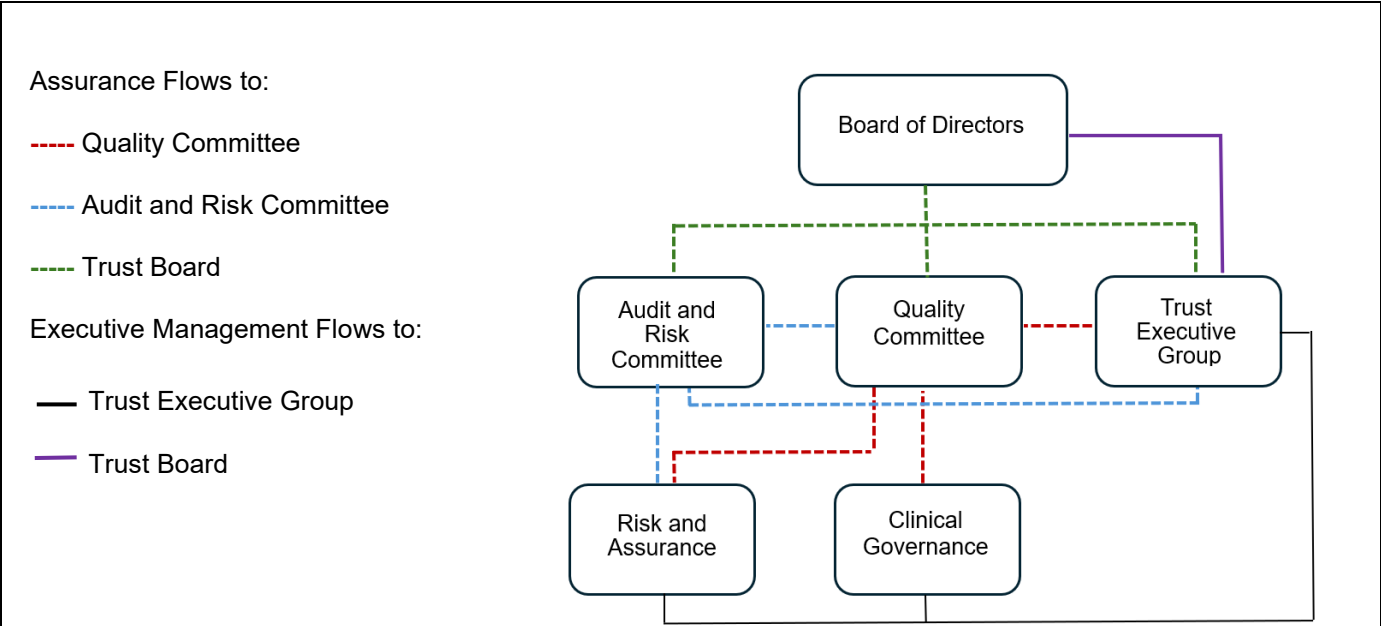 Assurance Flows to:
Quality Committee
Audit and Risk Committee
Trust Board
Executive Management Flows to:
Trust Executive Group
Trust Board
Board of Directors
Audit and
Risk
Committee
Quality
Committee
Trust
Executive
Group
Risk and
Assurance
Clinical
Governance